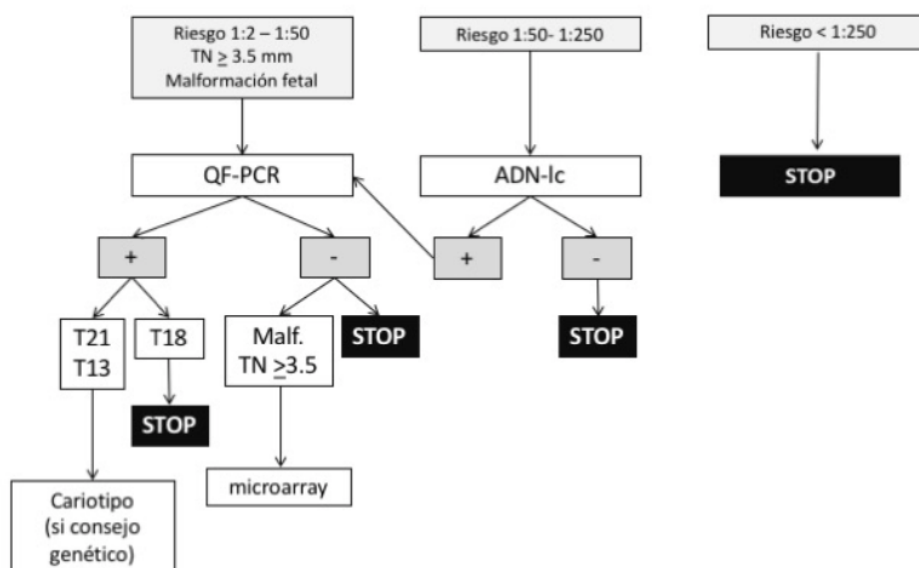 Riesgo 1:2 – 1:50
TN ≥ 3.5 mm
Malformación fetal
Riesgo 1:50- 1:250
Riesgo < 1:250
QF-PCR
ADN-lc
STOP
+
-
+
-
T21
T13
T18
Malf.
TN ≥3.5
STOP
STOP
STOP
Cariotipo
(si consejo
genético)
microarray